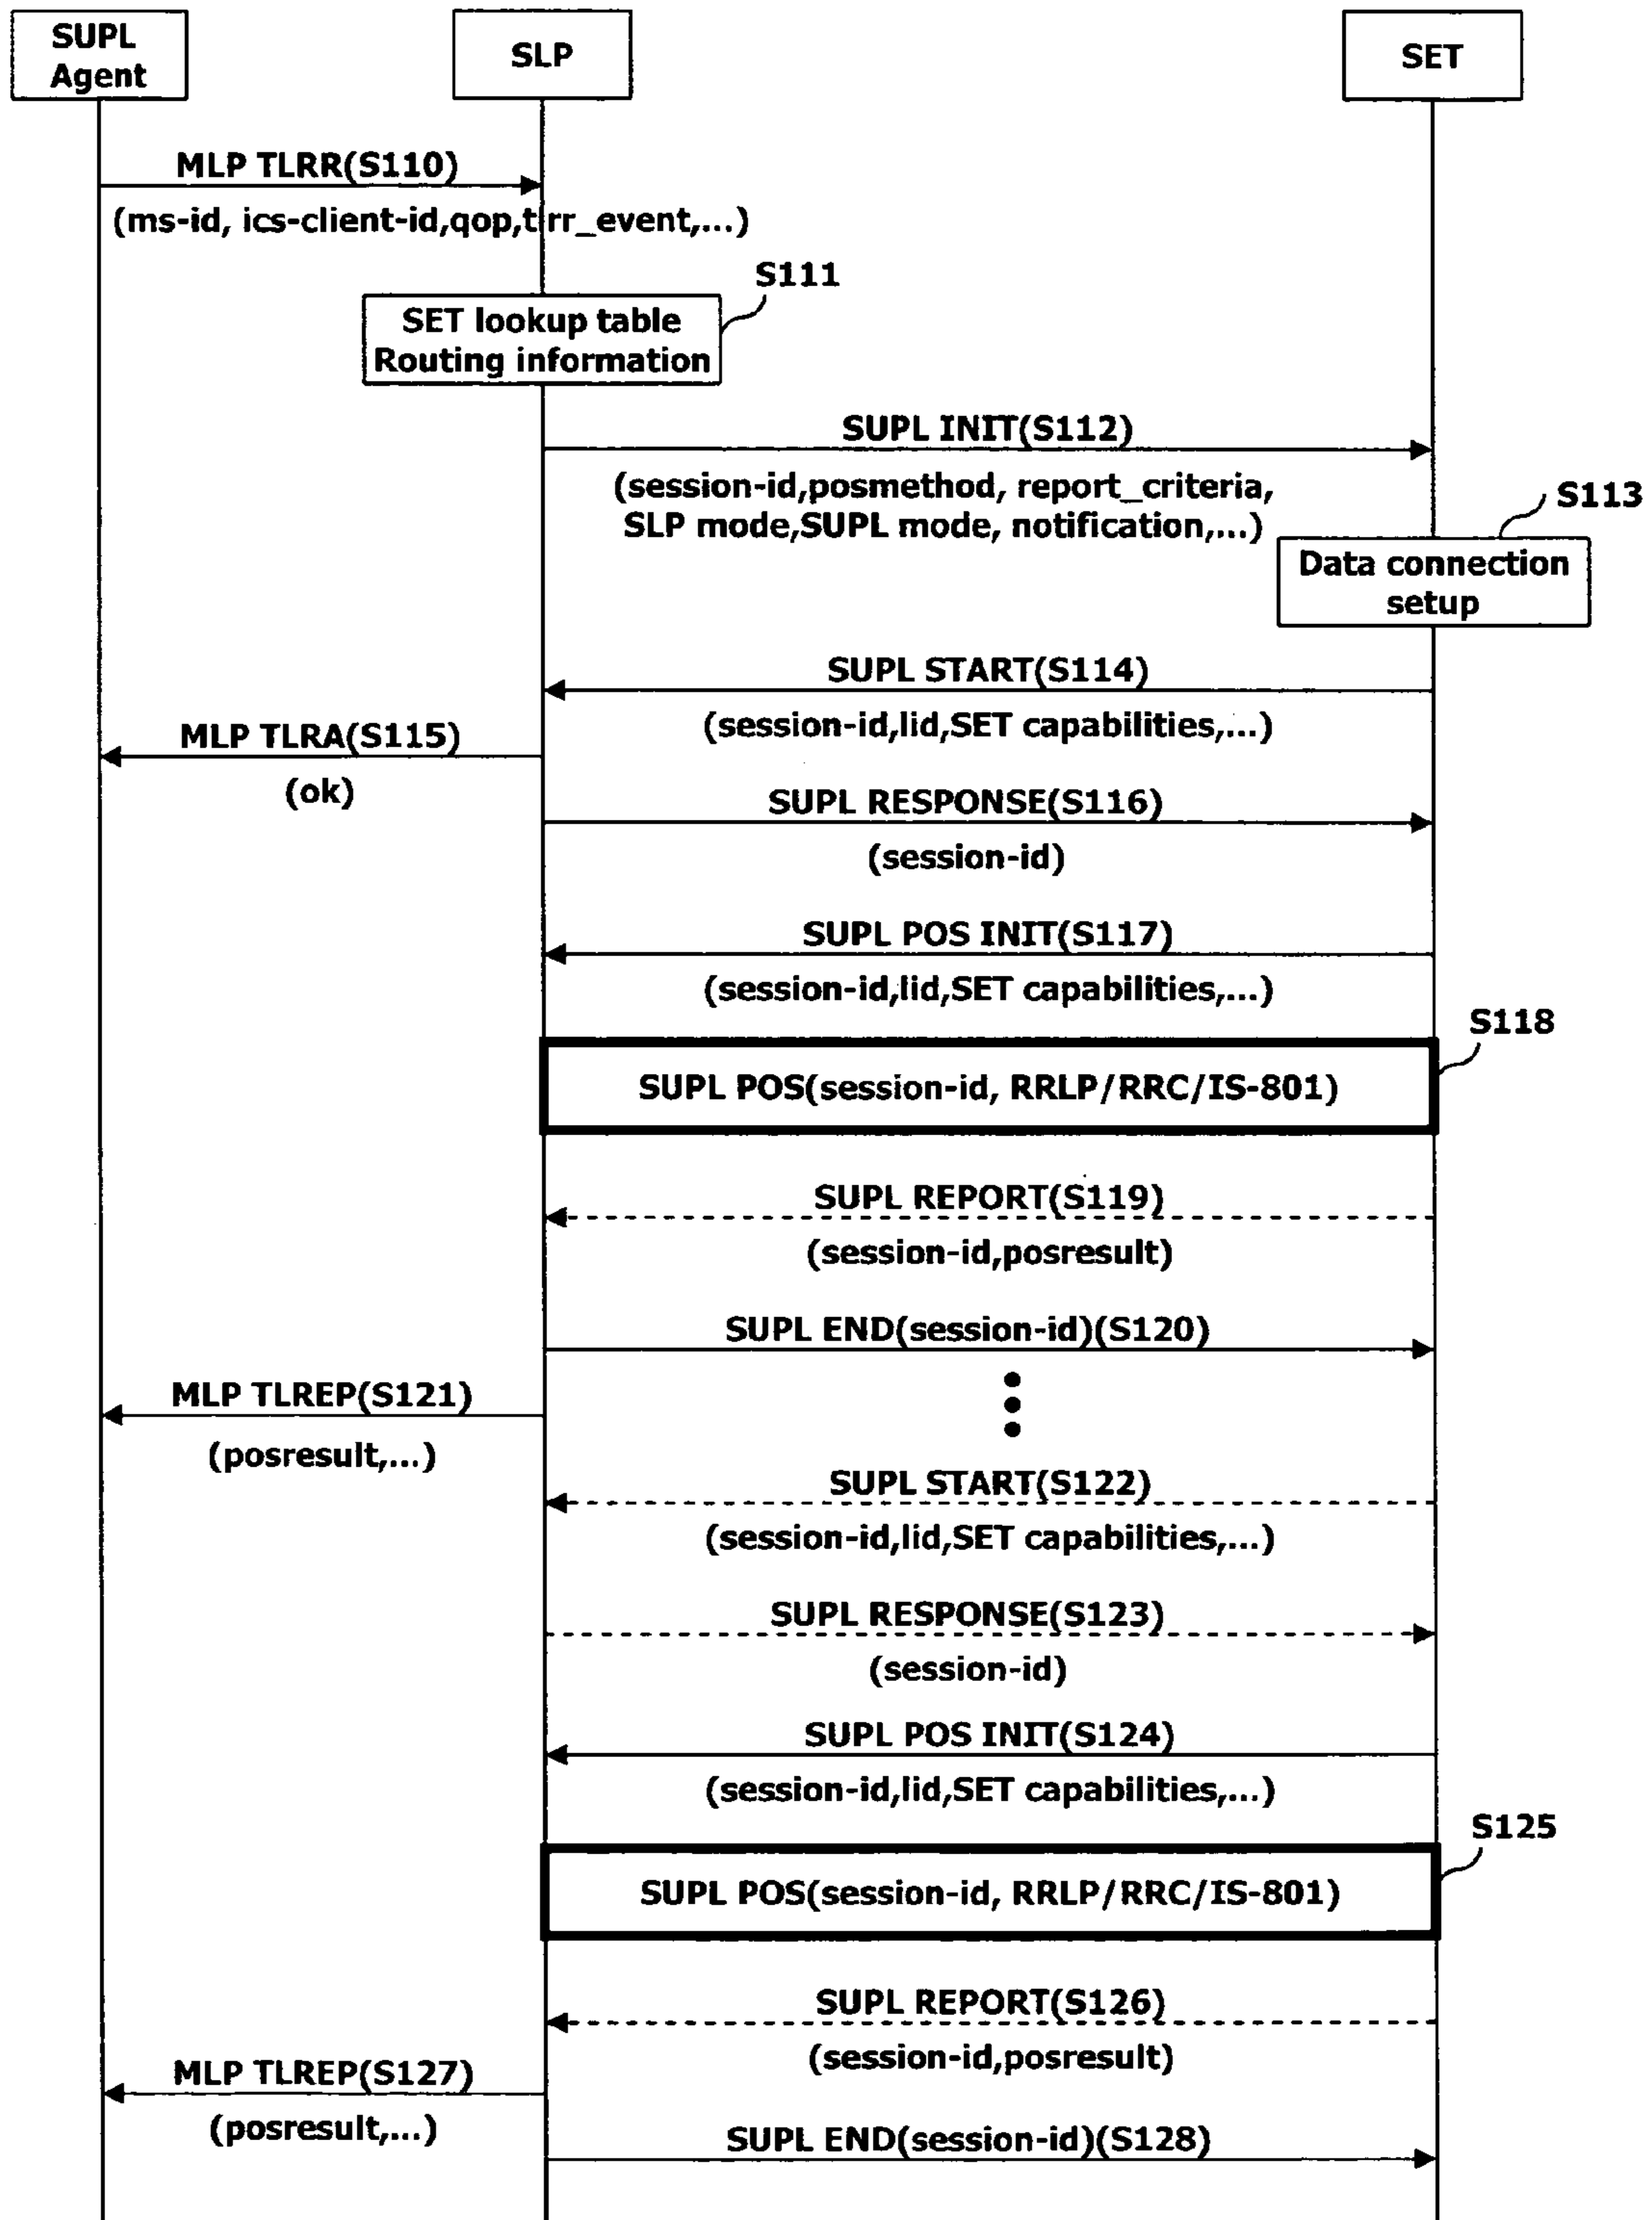 SUPL
Agent
SLP
SET
MLP TLRR(S110)
(ms-id, ics-client-id,qop,tlrr_event,...)
S111
SET lookup table
Routing information
SUPL INIT(S112)
(session-id,posmethod, report_criteria,
SLP mode,SUPL mode, notification,...)
S113
Data connection
setup
SUPL START(S114)
(session-id,lid,SET capabilities,...)
MLP TLRA(S115)
(ok)
SUPL RESPONSE(S116)
(session-id)
SUPL POS INIT(S117)
(session-id,lid,SET capabilities,...)
S118
SUPL POS(session-id, RRLP/RRC/IS-801)
SUPL REPORT(S119)
(session-id,posresult)
SUPL END(session-id)(S120)
MLP TLREP(S121)
(posresult,...)
SUPL START(S122)
(session-id,lid,SET capabilities,...)
SUPL RESPONSE(S123)
(session-id)
SUPL POS INIT(S124)
(session-id,lid,SET capabilities,...)
S125
SUPL POS(session-id, RRLP/RRC/IS-801)
SUPL REPORT(S126)
(session-id,posresult)
MLP TLREP(S127)
(posresult,...)
SUPL END(session-id)(S128)